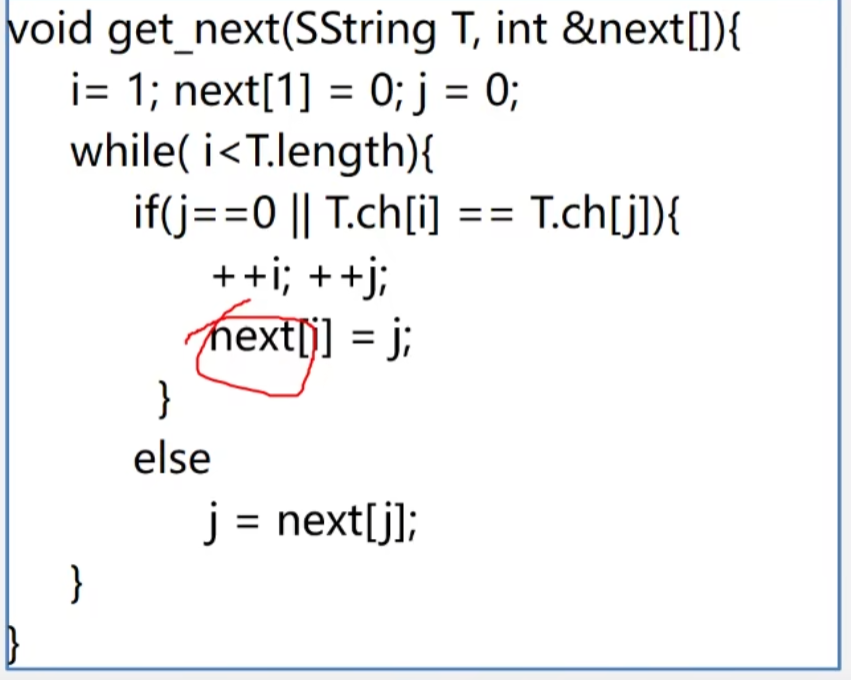 void get_next(SString T, int &next[]){
i= 1; next[1] = 0; j = 0;
while( i<T.length){
if(j==0 || T.ch[i] == T.ch[j]){
++i; ++j;
next[i] = j;
}
else
j = next[j];
}
}